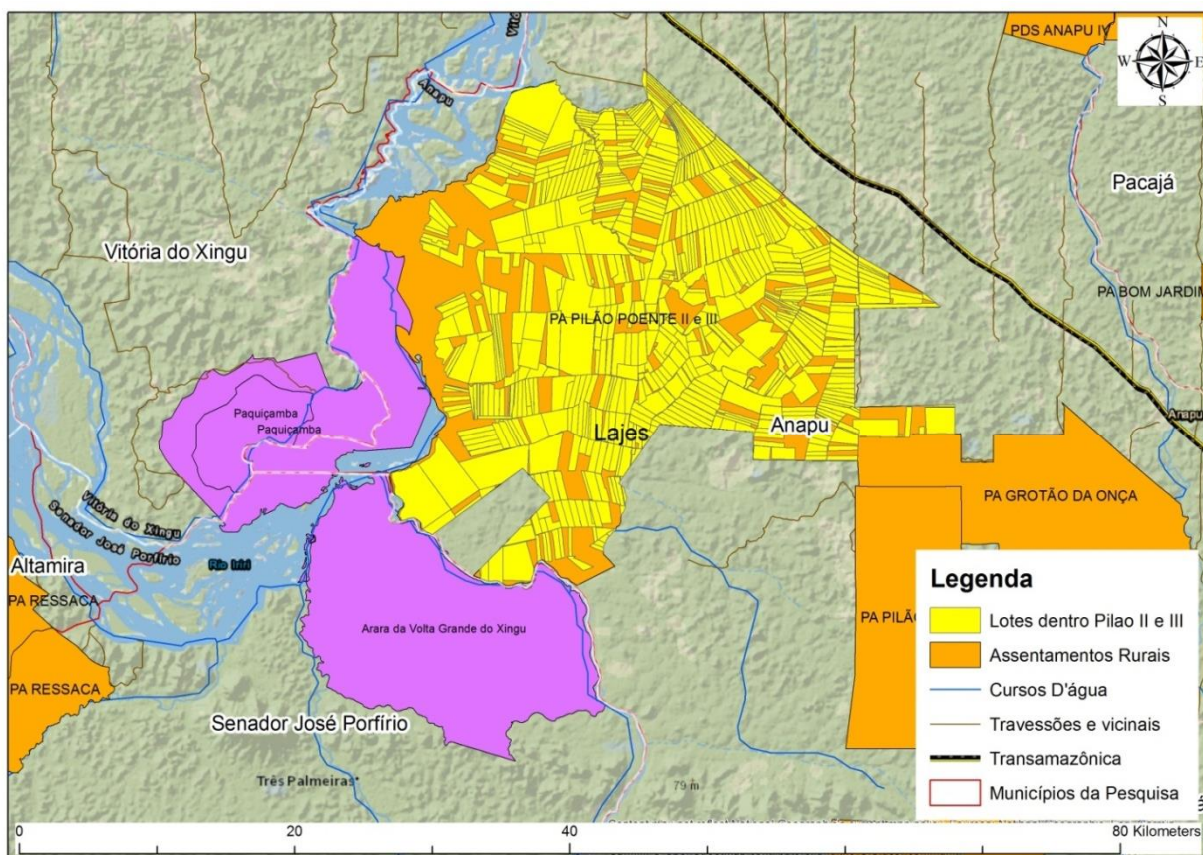 PDS ANAPU IV
N
W
E
S
Anapu
Pacajá
Vitória do Xingu
PA BOM JARDIM
PA PILÃO POENTE II e III
Paquiçamba
Paquiçamba
Lajes
Anapu
Anapu
PA GROTÃO DA ONÇA
Vitória do Xingu
Senador José Porfírio
Altamira
Rio Iriri
PA RESSACA
PA RESSACA
Arara da Volta Grande do Xingu
Senador José Porfírio
Três Palmeiras
79 m
Legenda
Lotes dentro Pilao II e III
Assentamentos Rurais
Cursos D'água
Travessões e vicinais
Transamazônica
Municípios da Pesquisa
0
20
40
80 Kilometers